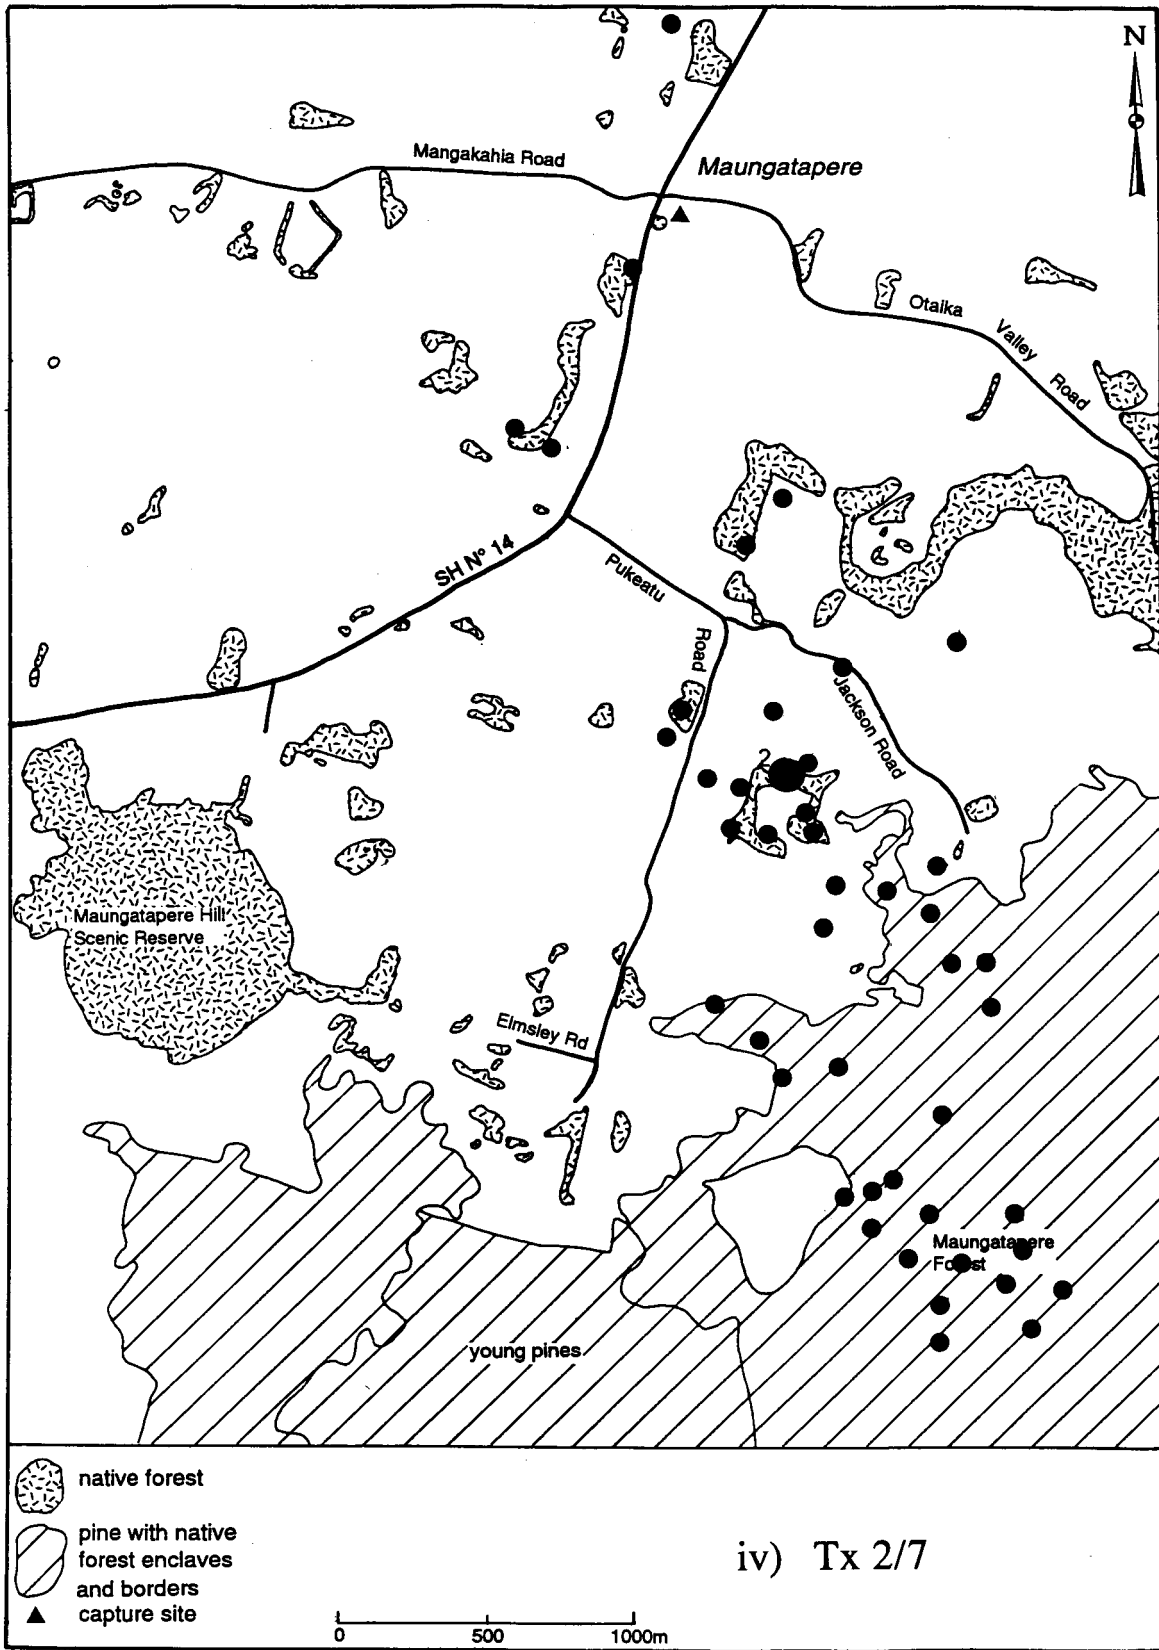 N
Mangakahia Road
Maungatapere
Otaika
Valley
Road
SH Nº 14
Pukeatu
Road
Jackson Road
2
Maungatapere Hill
Scenic Reserve
Elmsley Rd
Maungatapere
Forest
young pines
native forest
pine with native
forest enclaves
and borders
capture site
iv) Tx 2/7
0 500 1000m